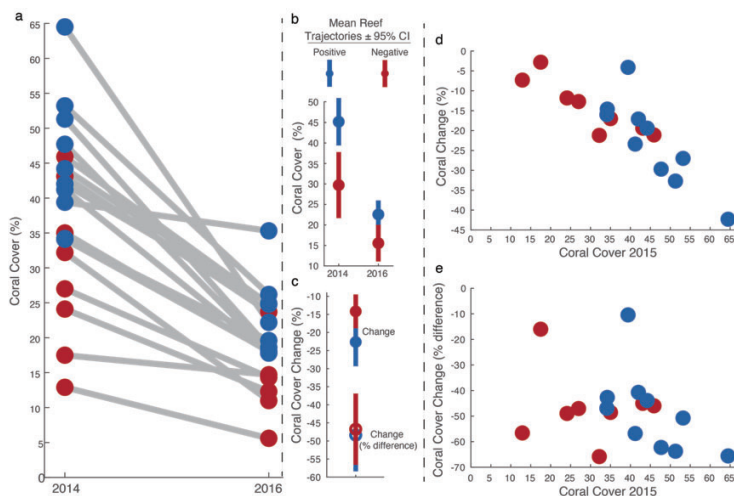 a
Coral Cover (%)
65
60
55
50
45
40
35
30
25
20
15
10
5
0
2014
2016
b
Mean Reef
Trajectories ± 95% CI
Positive
Negative
Coral Cover (%)
50
45
40
35
30
25
20
15
10
2014
2016
c
Coral Cover Change (%)
-10
-15
-20
-25
-30
-35
-40
-45
-50
-55
-60
Change
Change
(% difference)
d
Coral Change (%)
0
-5
-10
-15
-20
-25
-30
-35
-40
-45
0 5 10 15 20 25 30 35 40 45 50 55 60 65
Coral Cover 2015
e
Coral Cover Change (% difference)
0
-10
-20
-30
-40
-50
-60
-70
0 5 10 15 20 25 30 35 40 45 50 55 60 65
Coral Cover 2015